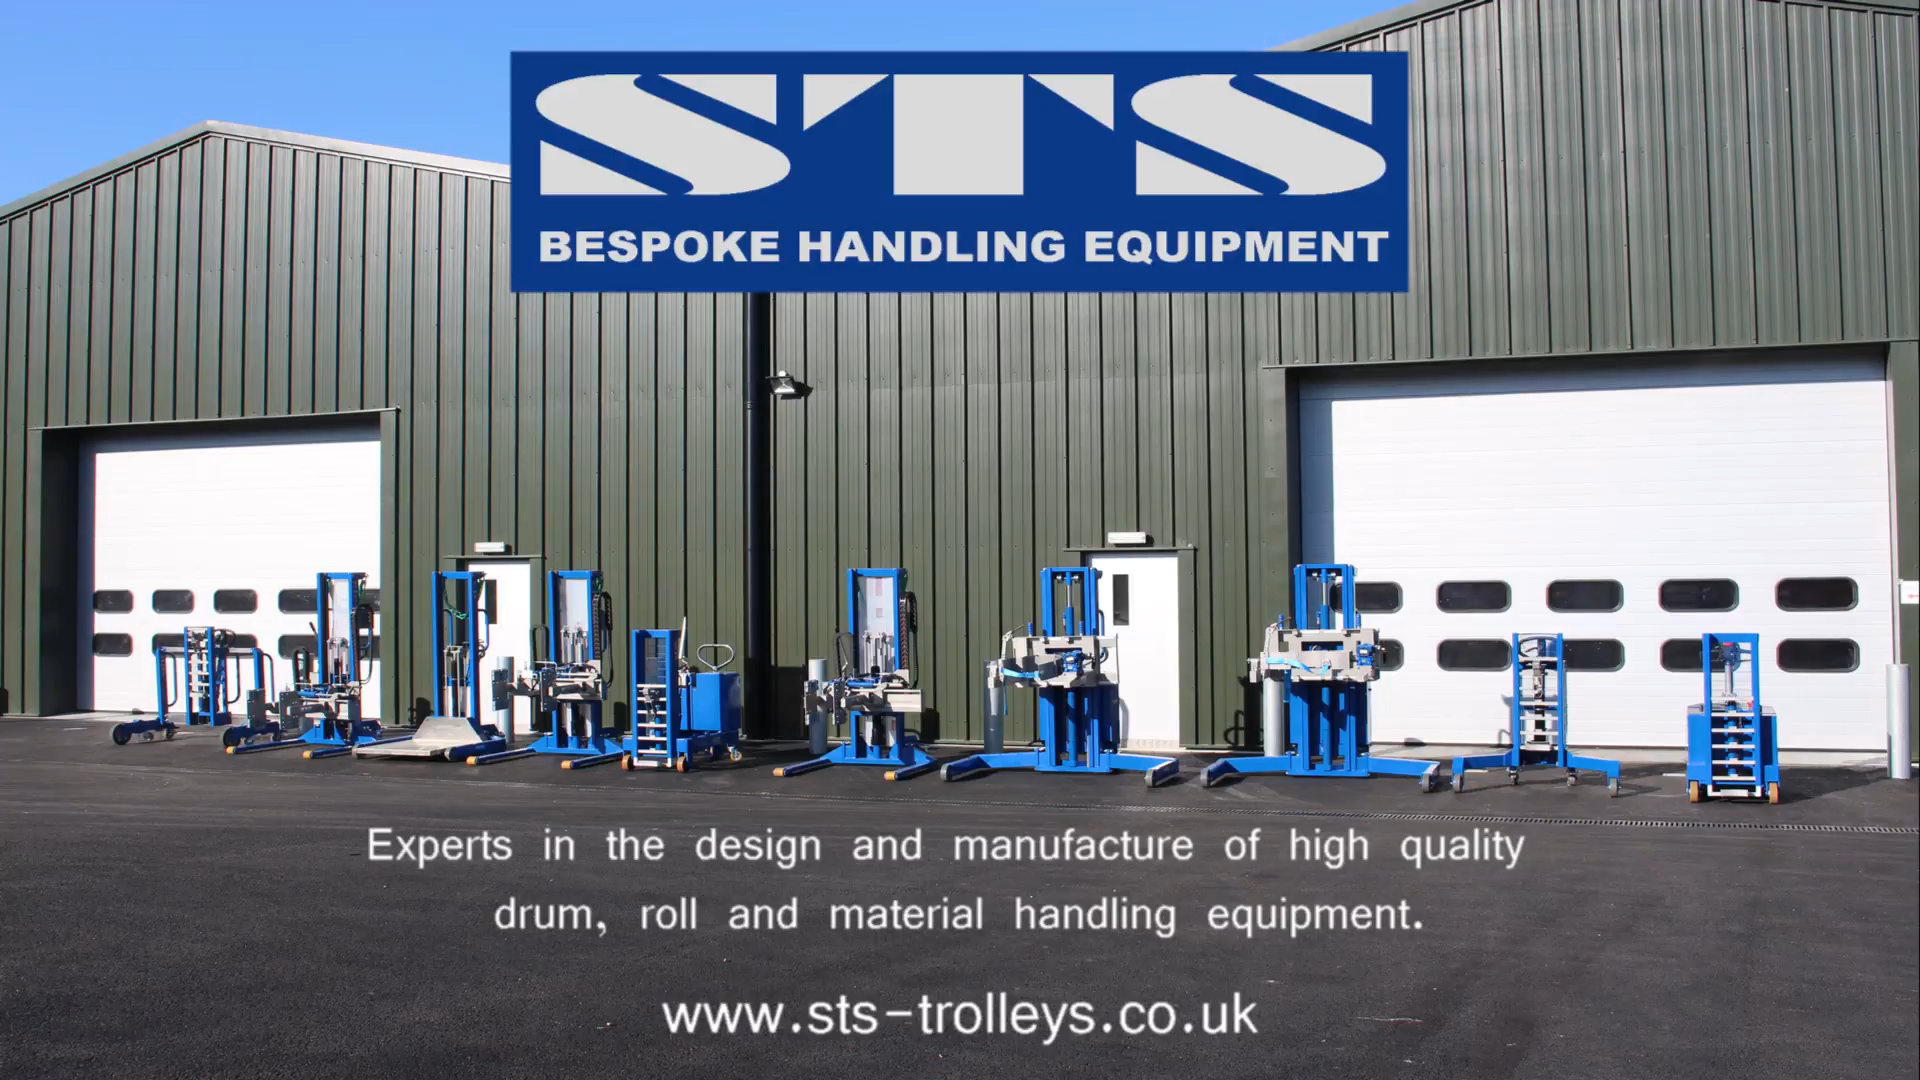 STS
BESPOKE HANDLING EQUIPMENT
Experts in the design and manufacture of high quality
drum, roll and material handling equipment.
www.sts-trolleys.co.uk